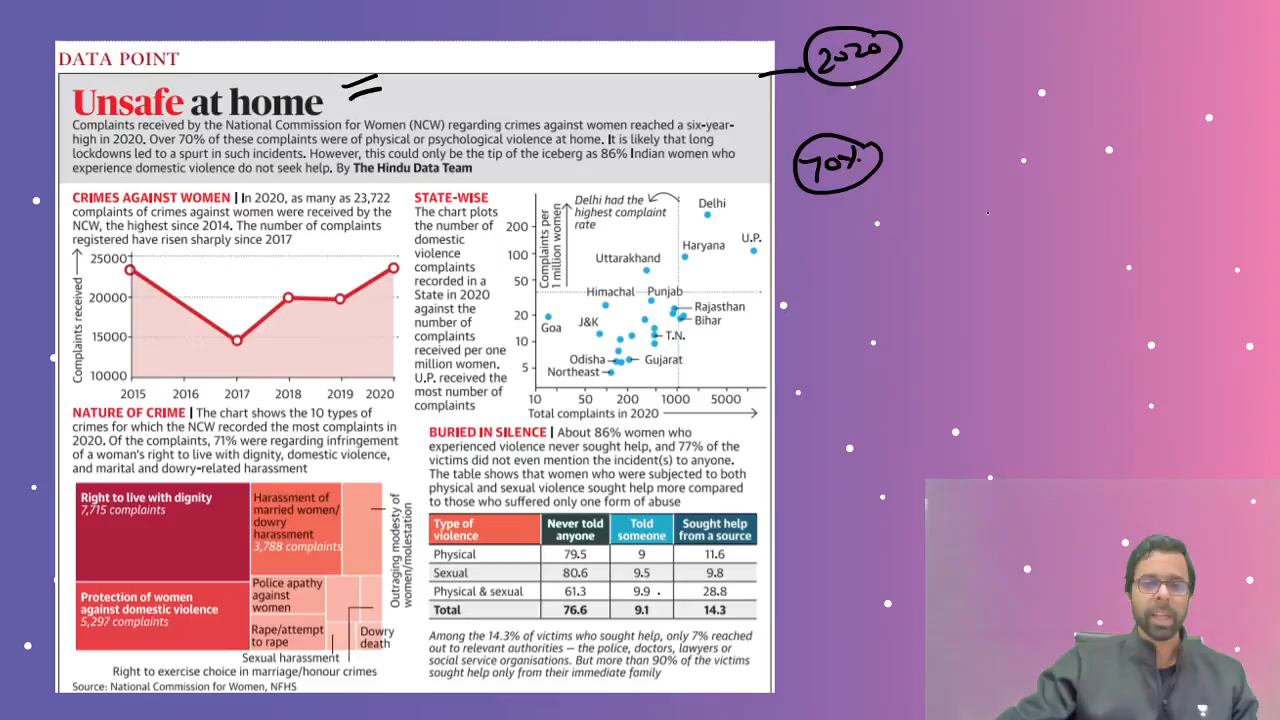 DATA POINT
2020
Unsafe at home
Complaints received by the National Commission for Women (NCW) regarding crimes against women reached a six-year-
high in 2020. Over 70% of these complaints were of physical or psychological violence at home. It is likely that long
lockdowns led to a spurt in such incidents. However, this could only be the tip of the iceberg as 86% Indian women who
experience domestic violence do not seek help. By The Hindu Data Team
70%
CRIMES AGAINST WOMEN | In 2020, as many as 23,722
complaints of crimes against women were received by the
NCW, the highest since 2014. The number of complaints
registered have risen sharply since 2017
Complaints received
25000
20000
15000
10000
2015 2016 2017 2018 2019 2020
STATE-WISE
The chart plots
the number of
domestic
violence
complaints
recorded in a
State in 2020
against the
number of
complaints
received per one
million women.
U.P. received the
most number of
complaints
Complaints per
1 million women
Delhi had the
highest complaint
rate
200
100
50
20
10
5
Delhi
U.P.
Haryana
Uttarakhand
Himachal
Punjab
Rajasthan
Goa
J&K
Bihar
T.N.
Odisha
Gujarat
Northeast
10 50 200 1000 5000
Total complaints in 2020
NATURE OF CRIME | The chart shows the 10 types of
crimes for which the NCW recorded the most complaints in
2020. Of the complaints, 71% were regarding infringement
of a woman's right to live with dignity, domestic violence,
and marital and dowry-related harassment
Right to live with dignity
7,715 complaints
Harassment of
married women/
dowry
harassment
3,788 complaints
Outraging modesty of
women/molestation
Protection of women
against domestic violence
5,297 complaints
Police apathy
against
women
Rape/attempt
to rape
Dowry
death
Sexual harassment
Right to exercise choice in marriage/honour crimes
Source: National Commission for Women, NFHS
BURIED IN SILENCE | About 86% women who
experienced violence never sought help, and 77% of the
victims did not even mention the incident(s) to anyone.
The table shows that women who were subjected to both
physical and sexual violence sought help more compared
to those who suffered only one form of abuse
Type of violence Never told anyone Told someone Sought help from a source
Physical 79.5 9 11.6
Sexual 80.6 9.5 9.8
Physical & sexual 61.3 9.9 28.8
Total 76.6 9.1 14.3
Among the 14.3% of victims who sought help, only 7% reached
out to relevant authorities — the police, doctors, lawyers or
social service organisations. But more than 90% of the victims
sought help only from their immediate family